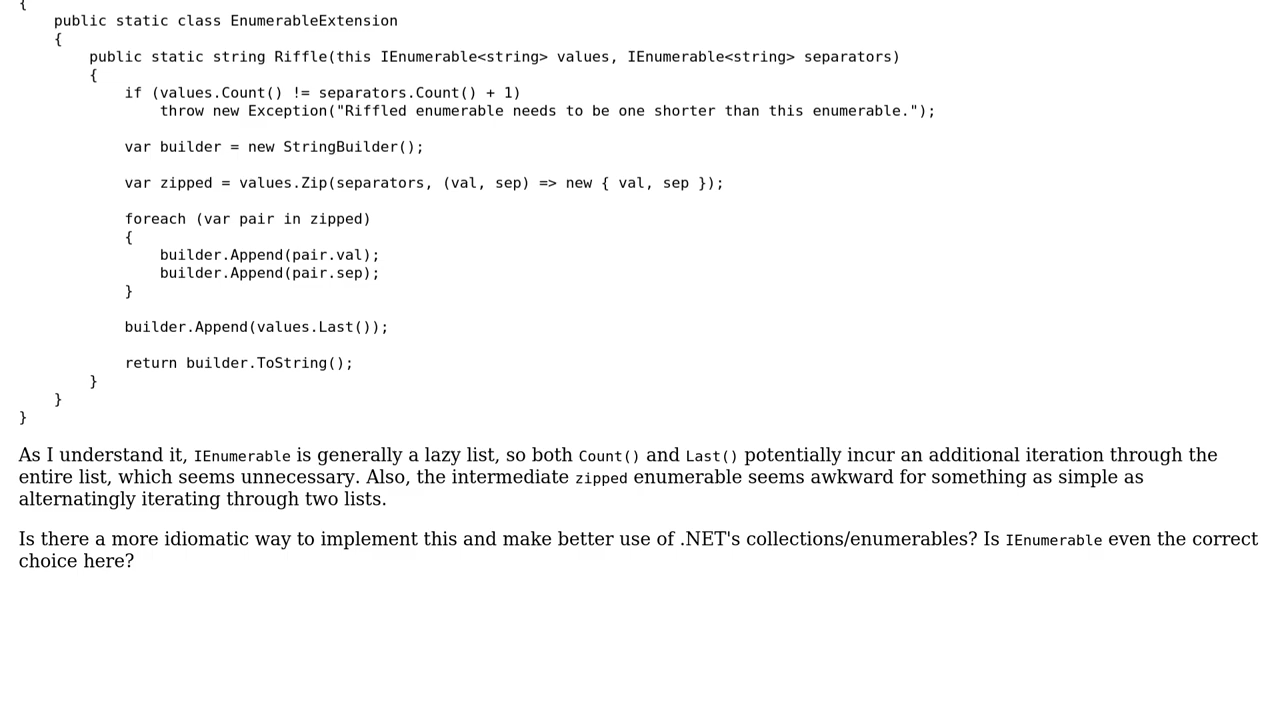 {
    public static class EnumerableExtension
    {
        public static string Riffle(this IEnumerable<string> values, IEnumerable<string> separators)
        {
            if (values.Count() != separators.Count() + 1)
                throw new Exception("Riffled enumerable needs to be one shorter than this enumerable.");

            var builder = new StringBuilder();

            var zipped = values.Zip(separators, (val, sep) => new { val, sep });

            foreach (var pair in zipped)
            {
                builder.Append(pair.val);
                builder.Append(pair.sep);
            }

            builder.Append(values.Last());

            return builder.ToString();
        }
    }
}
As I understand it, IEnumerable is generally a lazy list, so both Count() and Last() potentially incur an additional iteration through the
entire list, which seems unnecessary. Also, the intermediate zipped enumerable seems awkward for something as simple as
alternatingly iterating through two lists.
Is there a more idiomatic way to implement this and make better use of .NET's collections/enumerables? Is IEnumerable even the correct
choice here?